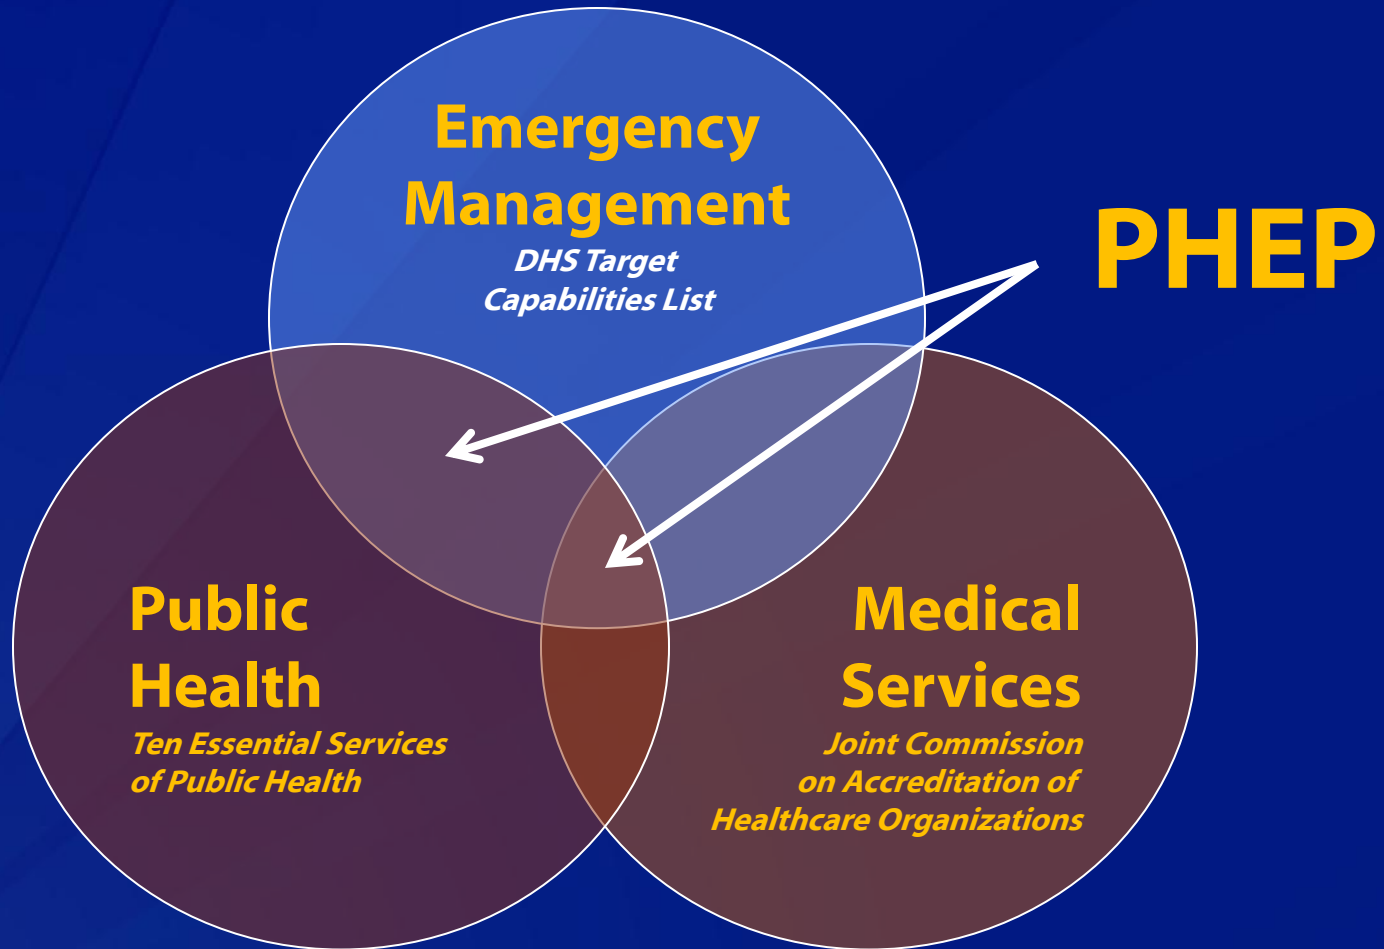 Emergency
Management
DHS Target
Capabilities List
PHEP
Public
Health
Ten Essential Services
of Public Health
Medical
Services
Joint Commission
on Accreditation of
Healthcare Organizations